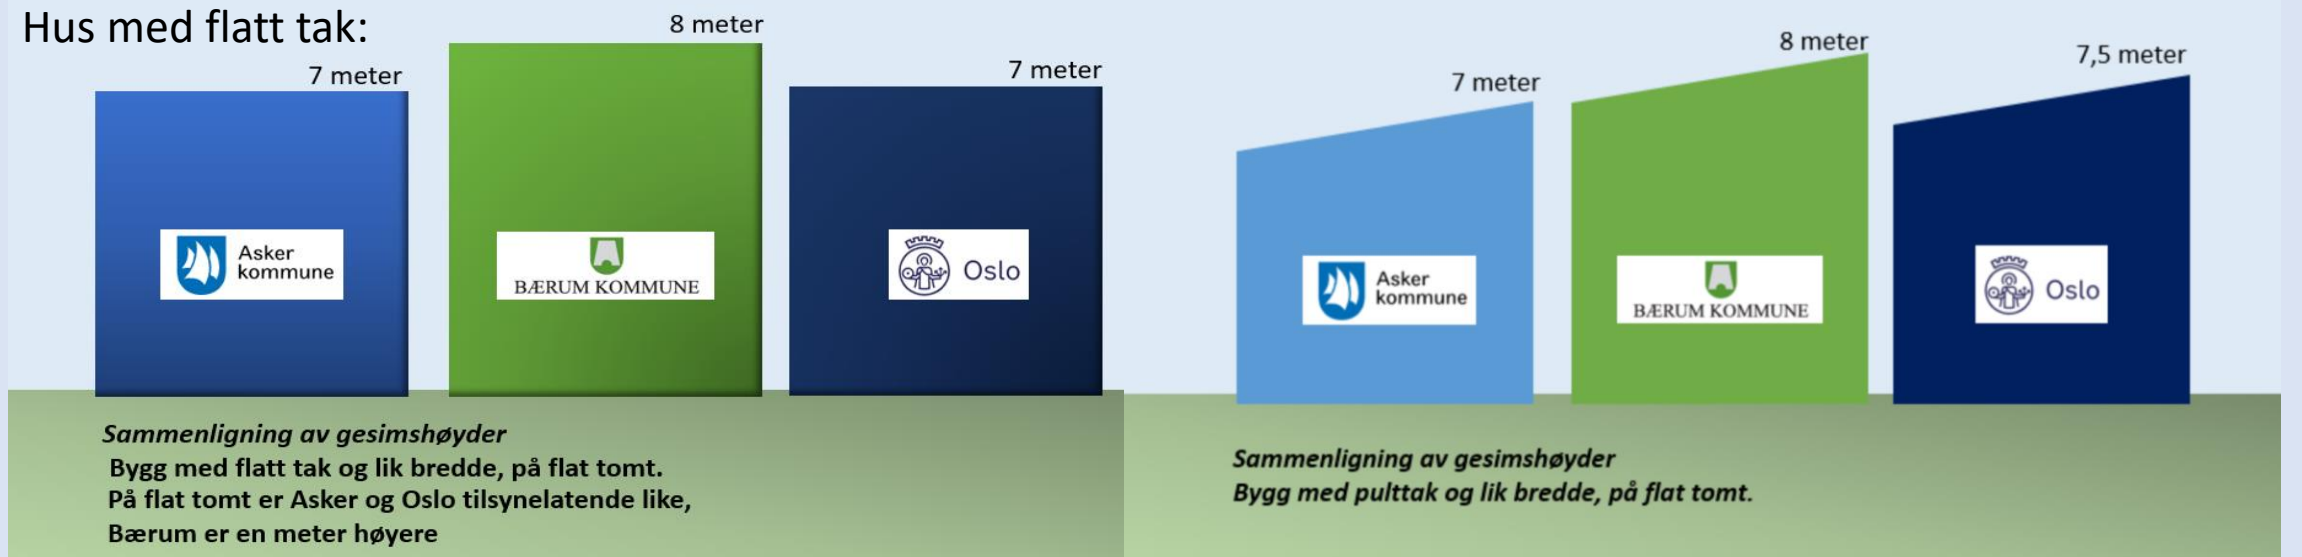 Hus med flatt tak:
7 meter
8 meter
7 meter
Asker
kommune
BÆRUM KOMMUNE
Oslo
Sammenligning av gesimshøyder
Bygg med flatt tak og lik bredde, på flat tomt.
På flat tomt er Asker og Oslo tilsynelatende like,
Bærum er en meter høyere
7 meter
8 meter
7,5 meter
Asker
kommune
BÆRUM KOMMUNE
Oslo
Sammenligning av gesimshøyder
Bygg med pulttak og lik bredde, på flat tomt.